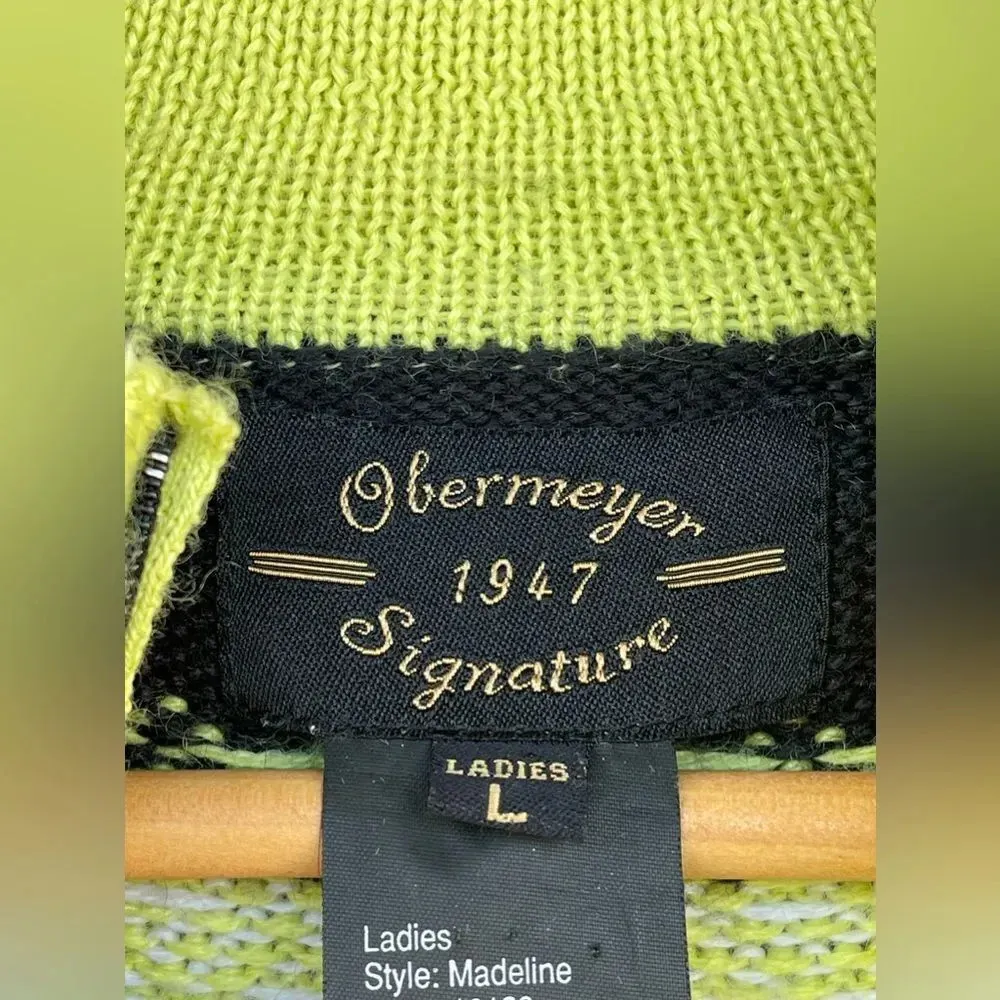 Obermeyer
1947
Signature
LADIES
L
Ladies
Style: Madeline